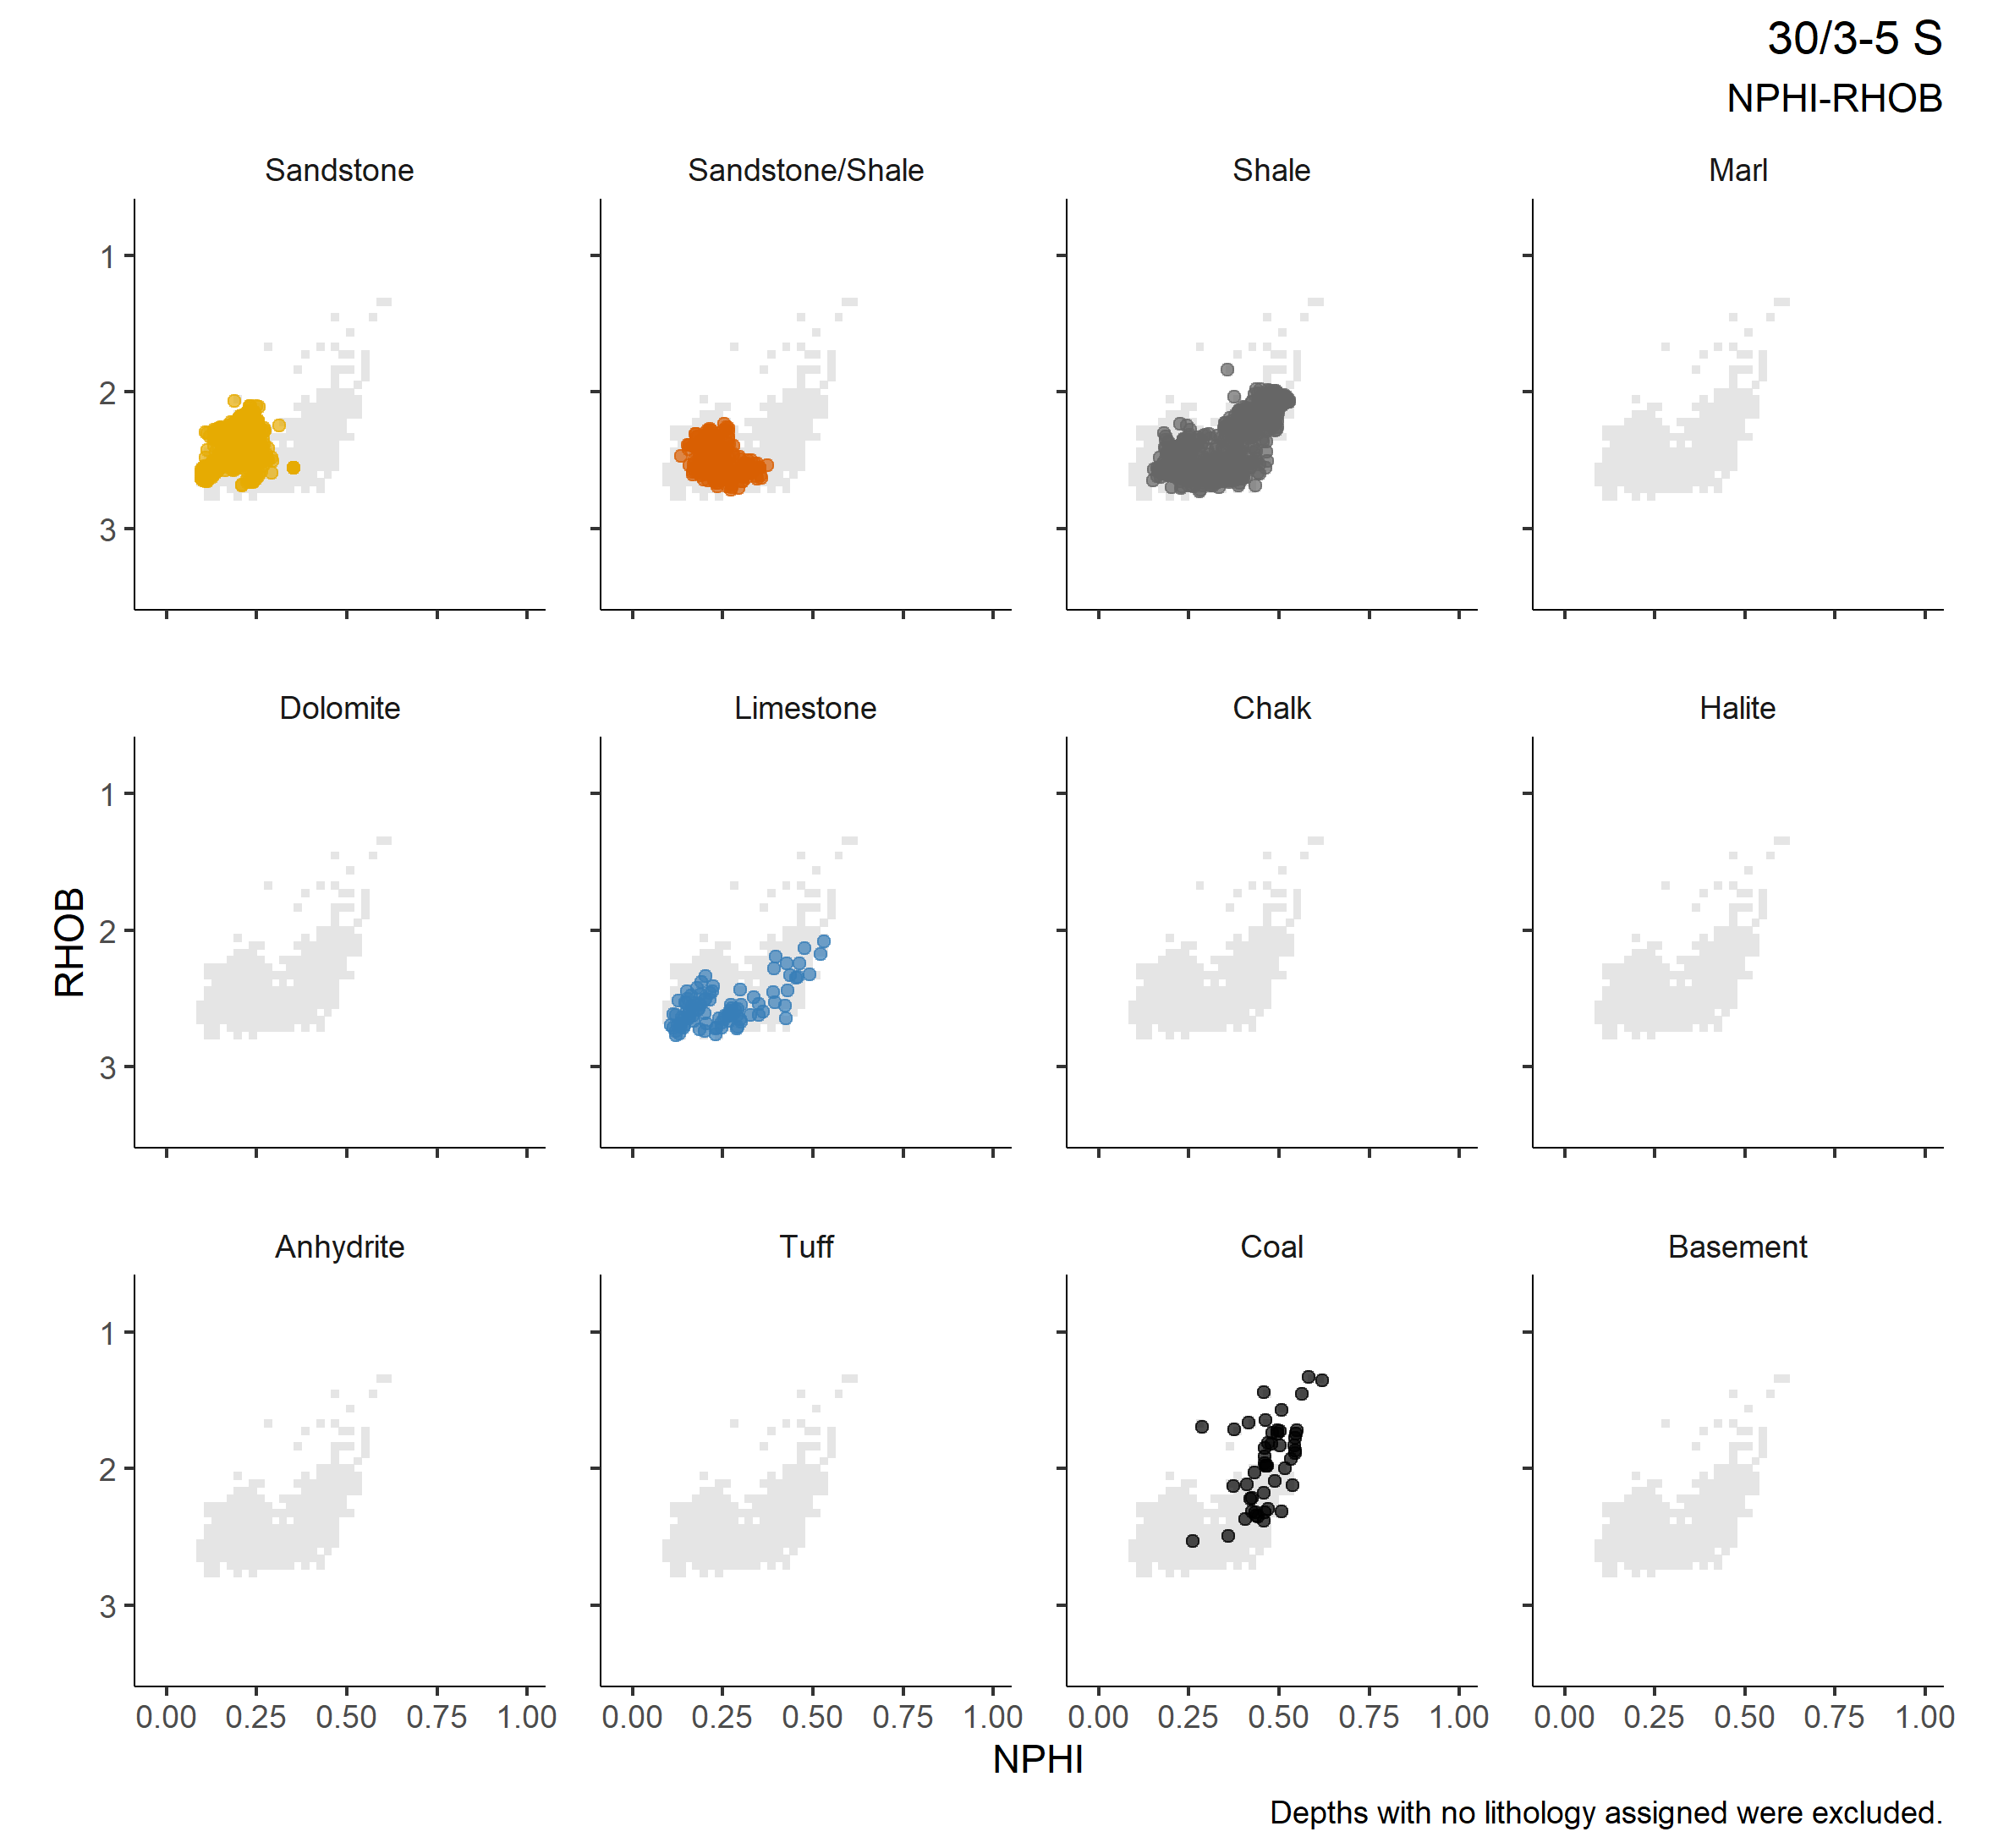 30/3-5 S
NPHI-RHOB
Sandstone Sandstone/Shale Shale Marl
1
2
3
Dolomite Limestone Chalk Halite
1
2
3
RHOB
Anhydrite Tuff Coal Basement
1
2
3
0.00 0.25 0.50 0.75 1.00 0.00 0.25 0.50 0.75 1.00 0.00 0.25 0.50 0.75 1.00 0.00 0.25 0.50 0.75 1.00
NPHI
Depths with no lithology assigned were excluded.